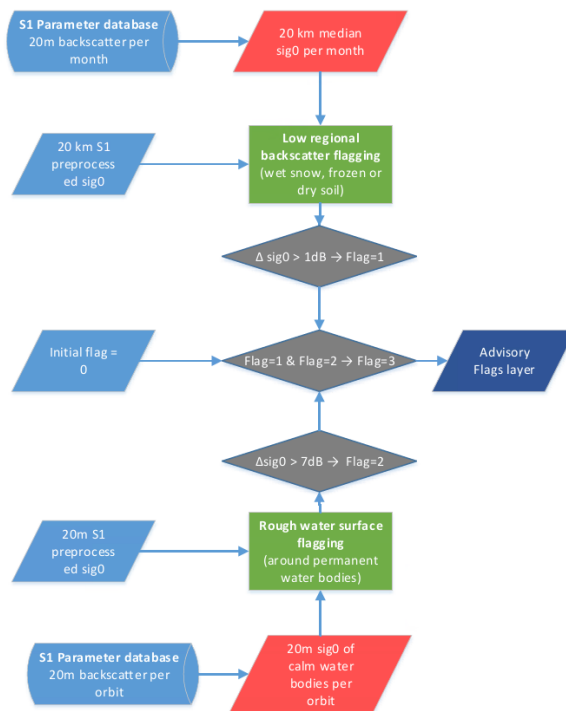 S1 Parameter database
20m backscatter per
month
20 km median
sig0 per month
20 km S1
preprocess
ed sig0
Low regional
backscatter flagging
(wet snow, frozen or
dry soil)
Δ sig0 > 1dB → Flag=1
Initial flag =
0
Flag=1 & Flag=2 → Flag=3
Advisory
Flags layer
Δsig0 > 7dB → Flag=2
20m S1
preprocess
ed sig0
Rough water surface
flagging
(around permanent
water bodies)
S1 Parameter database
20m backscatter per
orbit
20m sig0 of
calm water
bodies per
orbit